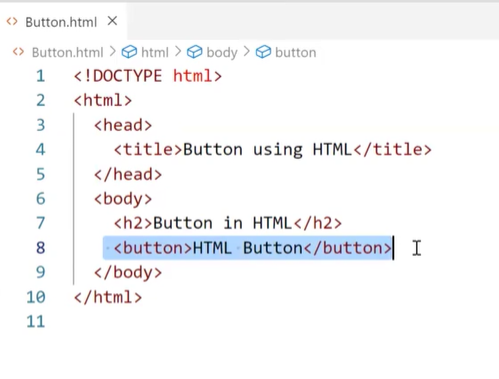 Button.html
Button.html > html > body > button
1 <!DOCTYPE html>
2 <html>
3 <head>
4 <title>Button using HTML</title>
5 </head>
6 <body>
7 <h2>Button in HTML</h2>
8 <button>HTML Button</button>
9 </body>
10 </html>
11